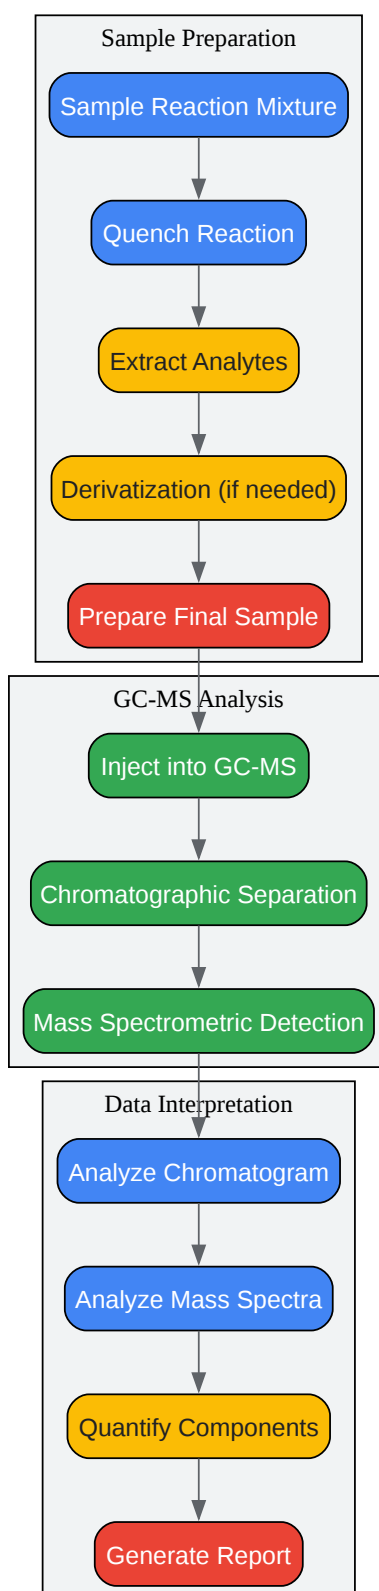 Sample Preparation
Sample Reaction Mixture
Quench Reaction
Extract Analytes
Derivatization (if needed)
Prepare Final Sample
GC-MS Analysis
Inject into GC-MS
Chromatographic Separation
Mass Spectrometric Detection
Data Interpretation
Analyze Chromatogram
Analyze Mass Spectra
Quantify Components
Generate Report